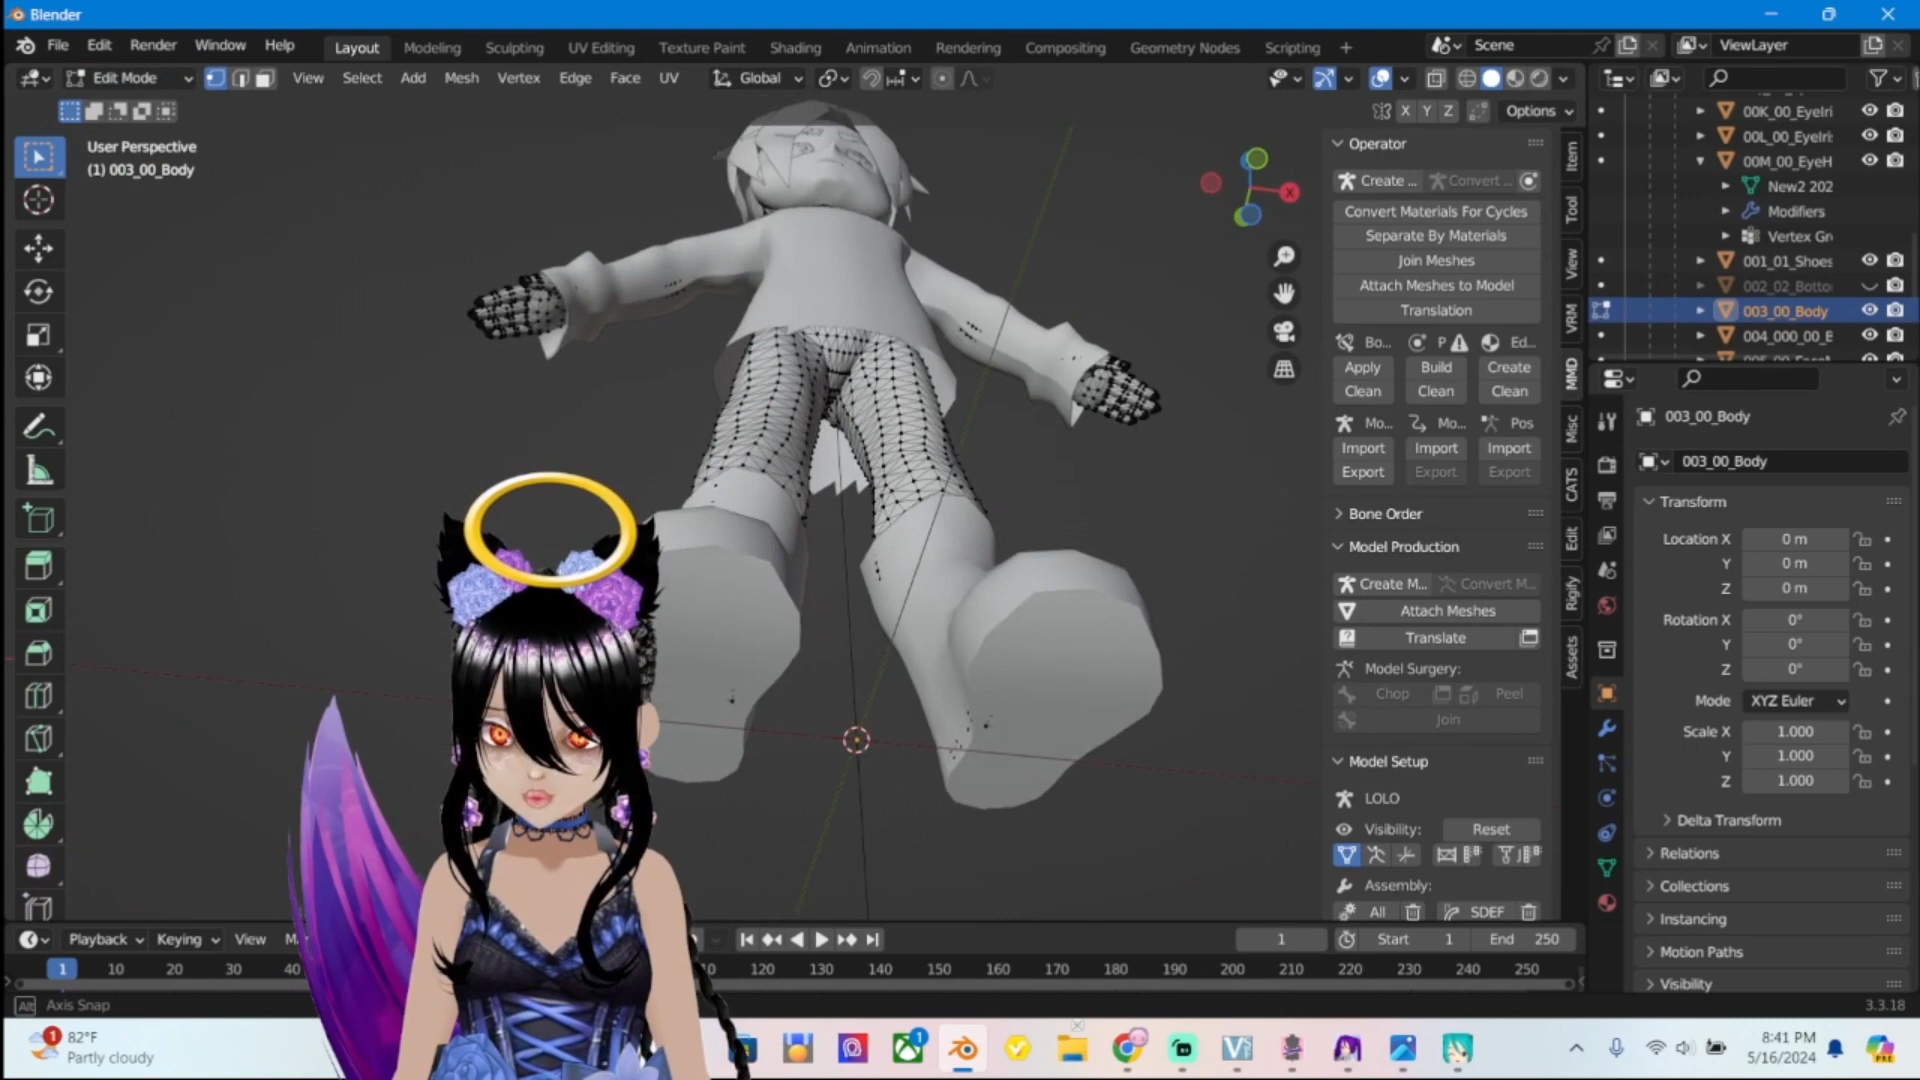 Blender
File Edit Render Window Help
Layout Modeling Sculpting UV Editing Texture Paint Shading Animation Rendering Compositing Geometry Nodes Scripting +
Scene
ViewLayer
Edit Mode
View Select Add Mesh Vertex Edge Face UV
Global
X Y Z Options
User Perspective
(1) 003_00_Body
X
Operator
Create ... Convert ...
Convert Materials For Cycles
Separate By Materials
Join Meshes
Attach Meshes to Model
Translation
Bo... P Ed...
Apply Build Create
Clean Clean Clean
Mo... Mo... Pos
Import Import Import
Export Export Export
Bone Order
Model Production
Create M... Convert M...
Attach Meshes
Translate
Model Surgery:
Chop Peel
Join
Model Setup
LOLO
Visibility: Reset
Assembly:
All SDEF
Item
Tool
View
VRM
MMD
Misc
CATS
Edit
Rigify
Assets
00K_00_EyeIri
00L_00_EyeIri
00M_00_EyeH
New2 202
Modifiers
Vertex Gr
001_01_Shoes
002_02_Botto
003_00_Body
004_000_00_B
003_00_Body
003_00_Body
Transform
Location X 0 m
Y 0 m
Z 0 m
Rotation X 0°
Y 0°
Z 0°
Mode XYZ Euler
Scale X 1.000
Y 1.000
Z 1.000
Delta Transform
Relations
Collections
Instancing
Motion Paths
Visibility
Playback Keying View
1 Start 1 End 250
1 10 20 30 40 120 130 140 150 160 170 180 190 200 210 220 230 240 250
Alt Axis Snap
3.3.18
1
82°F
Partly cloudy
1
8:41 PM
5/16/2024
PRE